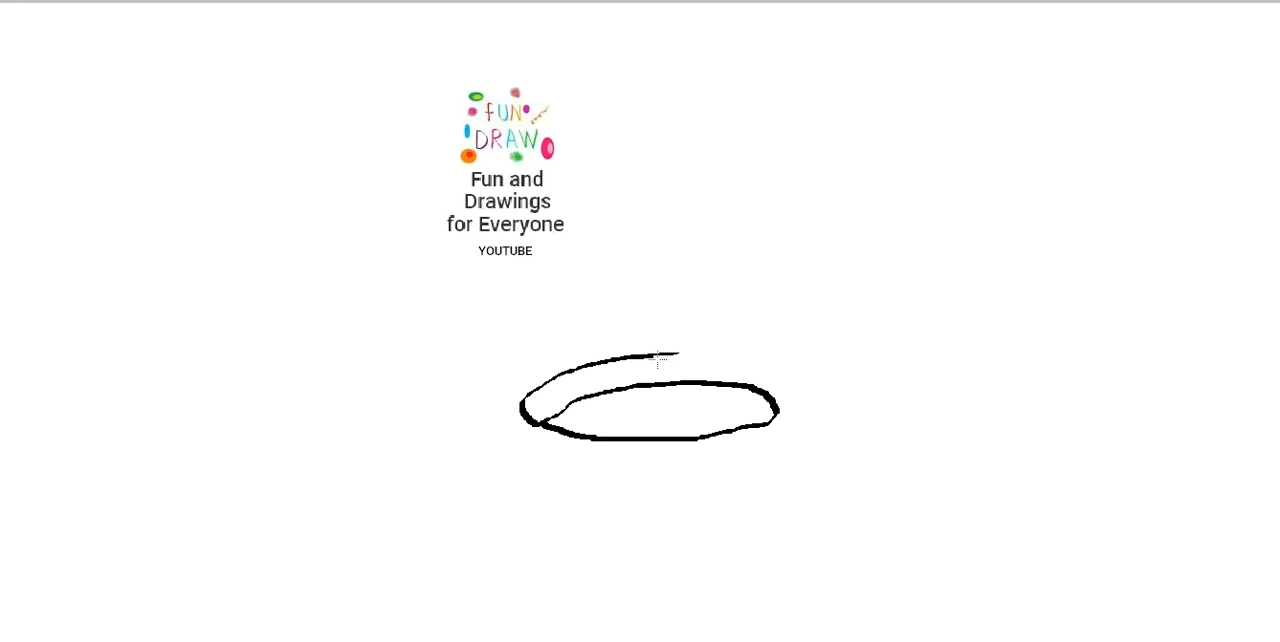 FUN
DRAW
Fun and
Drawings
for Everyone
YOUTUBE